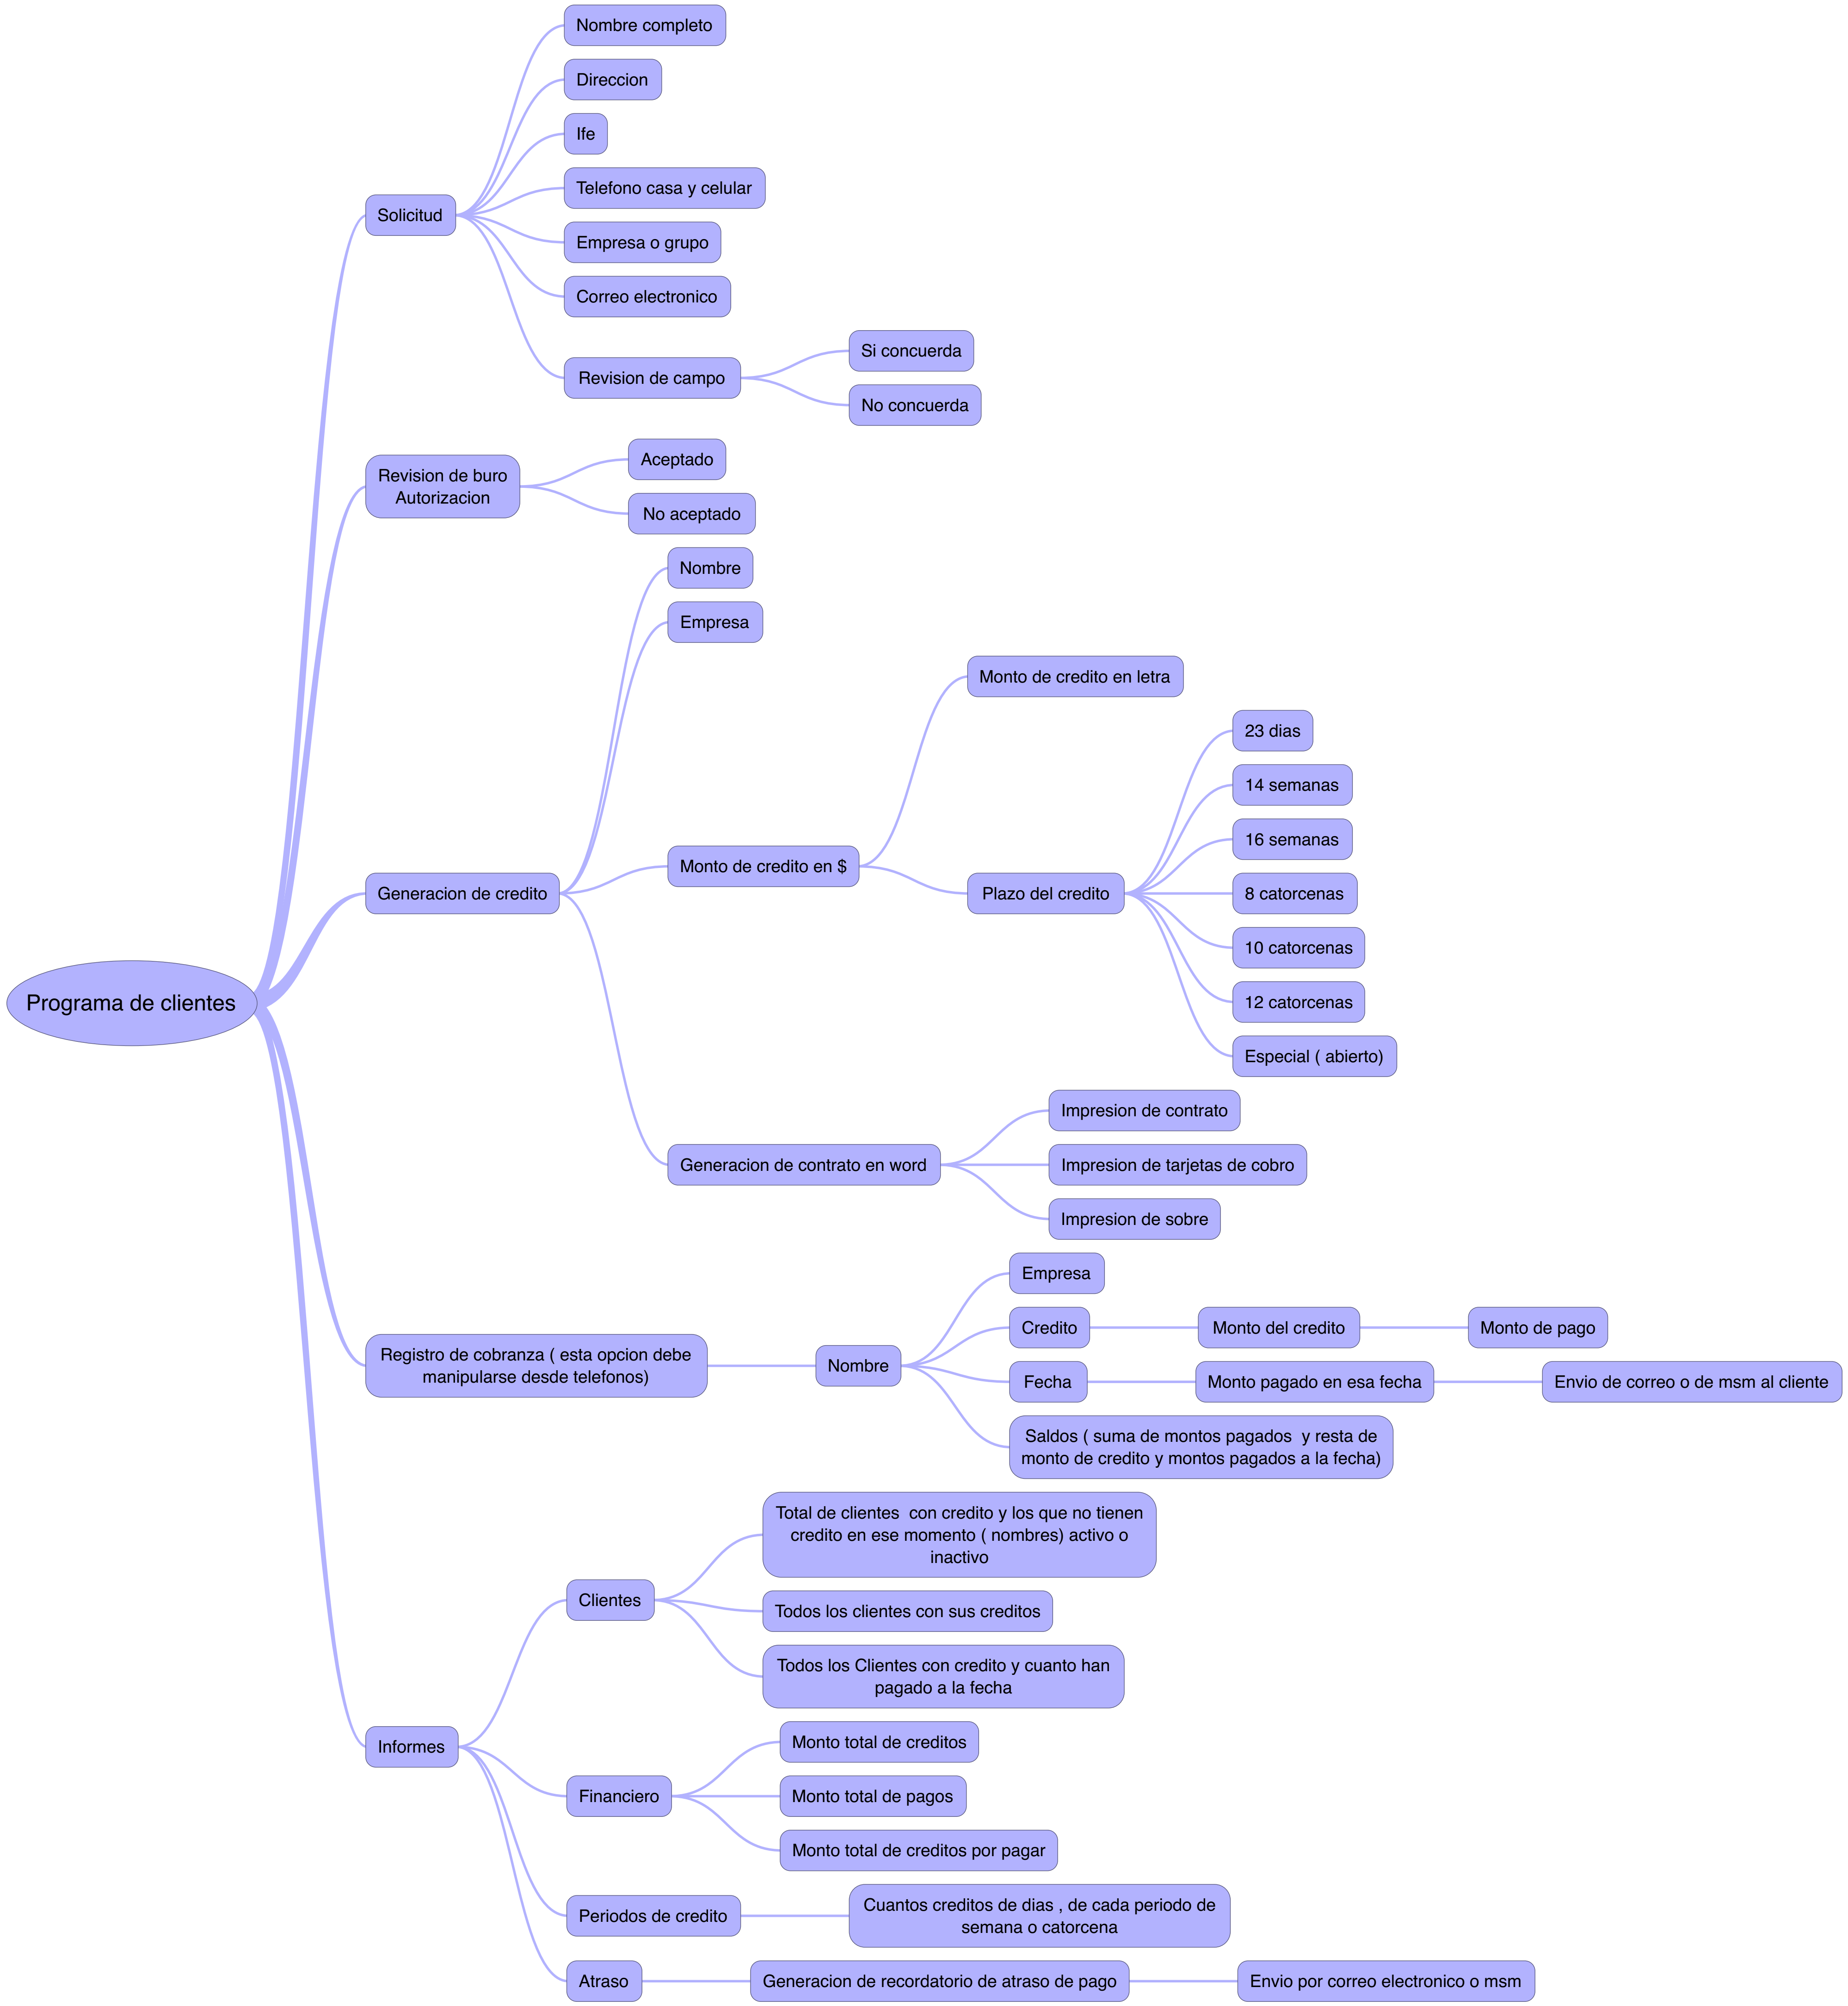 Nombre completo
Direccion
Ife
Telefono casa y celular
Solicitud
Empresa o grupo
Correo electronico
Si concuerda
Revision de campo
No concuerda
Aceptado
Revision de buro
Autorizacion
No aceptado
Nombre
Empresa
Monto de credito en letra
23 dias
14 semanas
16 semanas
Monto de credito en $
Generacion de credito
Plazo del credito
8 catorcenas
10 catorcenas
Programa de clientes
12 catorcenas
Especial ( abierto)
Impresion de contrato
Generacion de contrato en word
Impresion de tarjetas de cobro
Impresion de sobre
Empresa
Credito
Monto del credito
Monto de pago
Registro de cobranza ( esta opcion debe
manipularse desde telefonos)
Nombre
Fecha
Monto pagado en esa fecha
Envio de correo o de msm al cliente
Saldos ( suma de montos pagados  y resta de
monto de credito y montos pagados a la fecha)
Total de clientes  con credito y los que no tienen
credito en ese momento ( nombres) activo o
inactivo
Clientes
Todos los clientes con sus creditos
Todos los Clientes con credito y cuanto han
pagado a la fecha
Informes
Monto total de creditos
Financiero
Monto total de pagos
Monto total de creditos por pagar
Periodos de credito
Cuantos creditos de dias , de cada periodo de
semana o catorcena
Atraso
Generacion de recordatorio de atraso de pago
Envio por correo electronico o msm